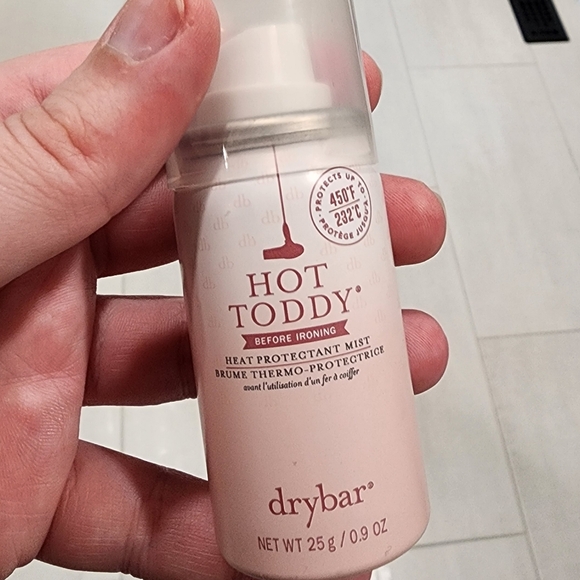 PROTECTS UP TO
450°F
232°C
PROTÈGE JUSQU'À
HOT
TODDY®
BEFORE IRONING
HEAT PROTECTANT MIST
BRUME THERMO-PROTECTRICE
avant l'utilisation d'un fer à coiffer
drybar®
NET WT 25 g / 0.9 OZ